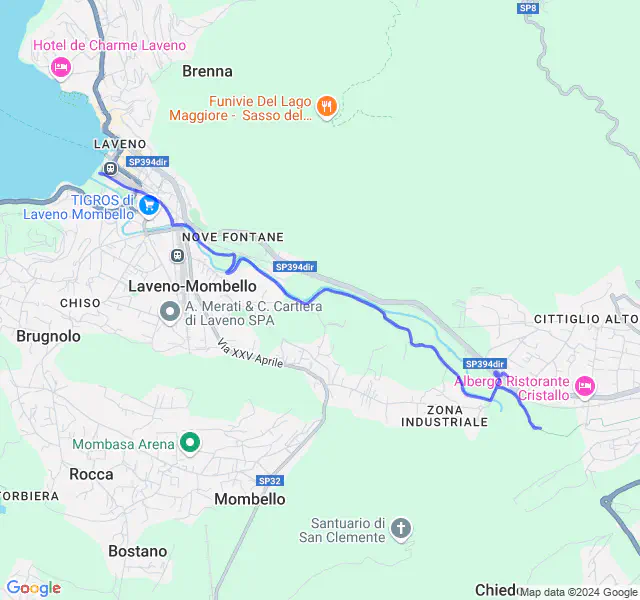 SP8
Hotel de Charme Laveno
Brenna
Funivie Del Lago
Maggiore - Sasso del...
LAVENO
SP394dir
TIGROS di
Laveno Mombello
NOVE FONTANE
SP394dir
Laveno-Mombello
CHISO
A. Merati & C. Cartiera
di Laveno SPA
CITTIGLIO ALTO
Brugnolo
Via XXV Aprile
SP394dir
Albergo Ristorante
Cristallo
ZONA
INDUSTRIALE
Mombasa Arena
Rocca
SP32
Mombello
TORBIERA
Santuario di
San Clemente
Bostano
Chied
Google
Map data ©2024 Google